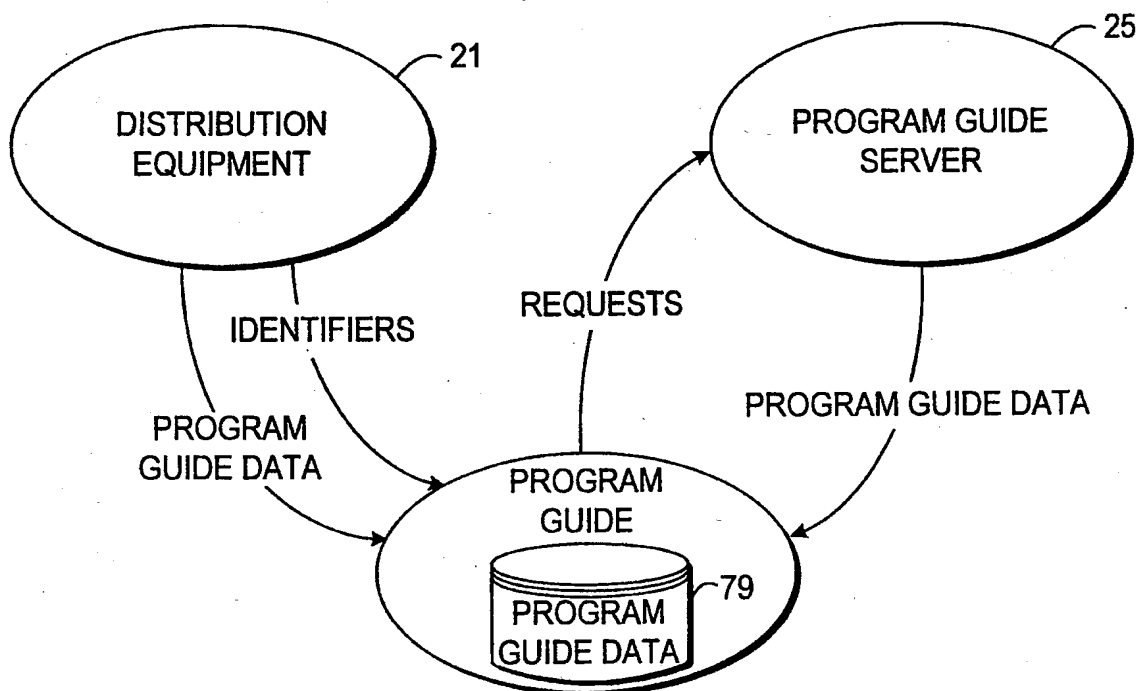 21
DISTRIBUTION
EQUIPMENT
25
PROGRAM GUIDE
SERVER
IDENTIFIERS
REQUESTS
PROGRAM
GUIDE DATA
PROGRAM GUIDE DATA
PROGRAM
GUIDE
79
PROGRAM
GUIDE DATA